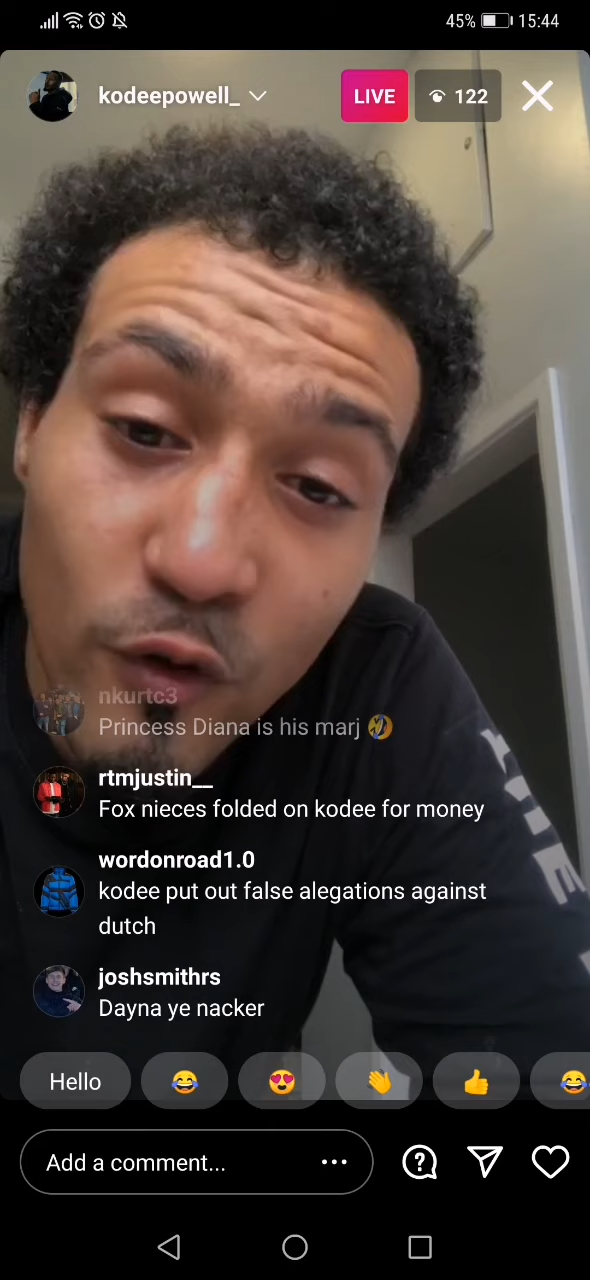 45% 15:44
kodeepowell_ LIVE 122
nkurtc3
Princess Diana is his marj 🤣
rtmjustin__
Fox nieces folded on kodee for money
wordonroad1.0
kodee put out false alegations against
dutch
joshsmithrs
Dayna ye nacker
Hello 😂 😍 👋 👍 😂
Add a comment...